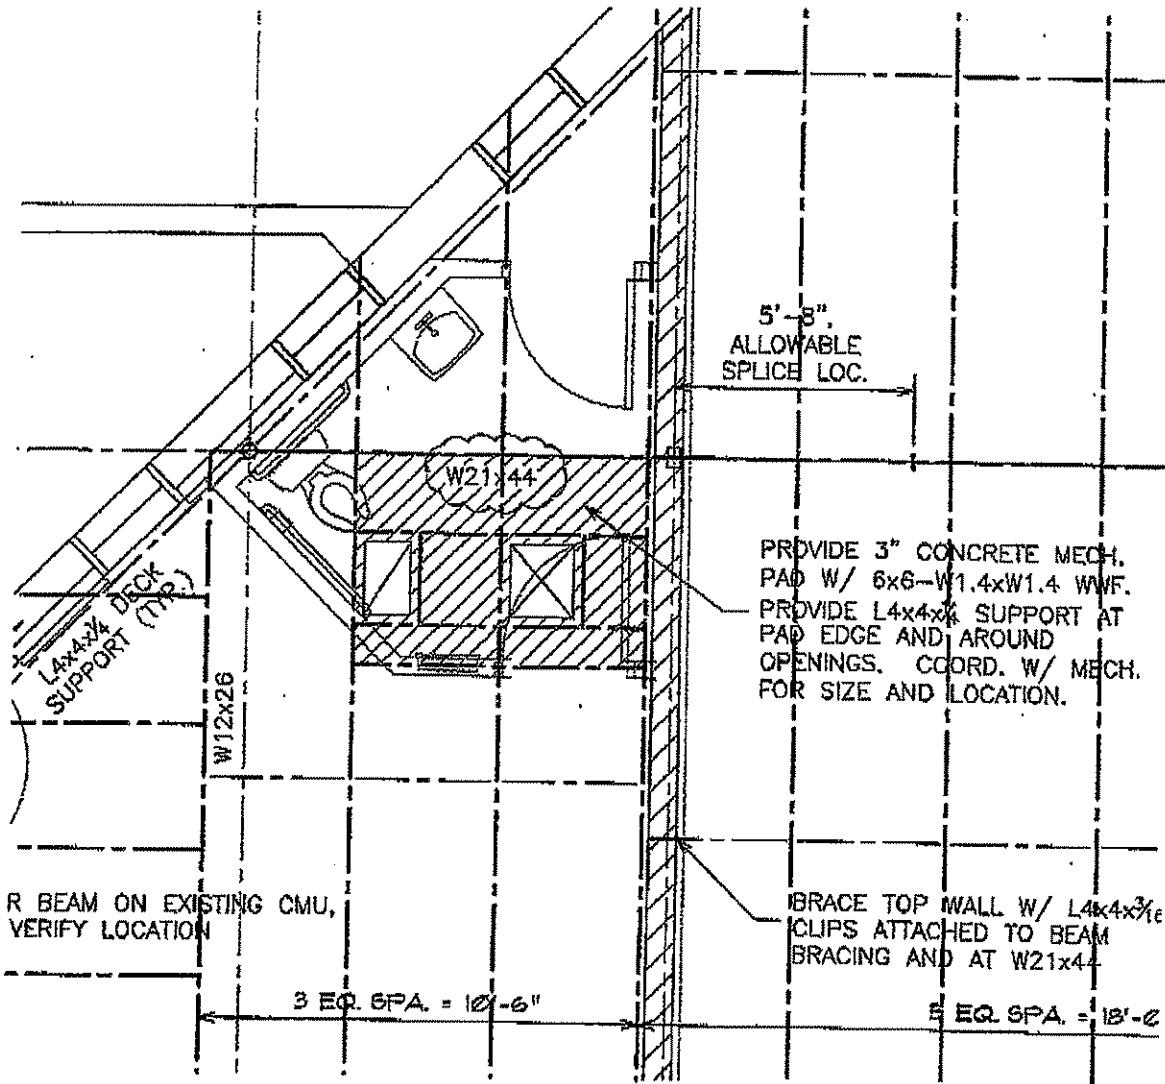 5'-8",
ALLOWABLE
SPLICE LOC.
W21x44
PROVIDE 3" CONCRETE MECH.
PAD W/ 6x6-W1.4xW1.4 WWF.
PROVIDE L4x4x¼ SUPPORT AT
PAD EDGE AND AROUND
OPENINGS. COORD. W/ MECH.
FOR SIZE AND LOCATION.
L4x4x¼ DECK
SUPPORT (TYP.)
W12x26
R BEAM ON EXISTING CMU,
VERIFY LOCATION
BRACE TOP WALL W/ L4x4x3/16
CLIPS ATTACHED TO BEAM
BRACING AND AT W21x44
3 EQ. SPA. = 10'-6"
EQ. SPA. = 18'-